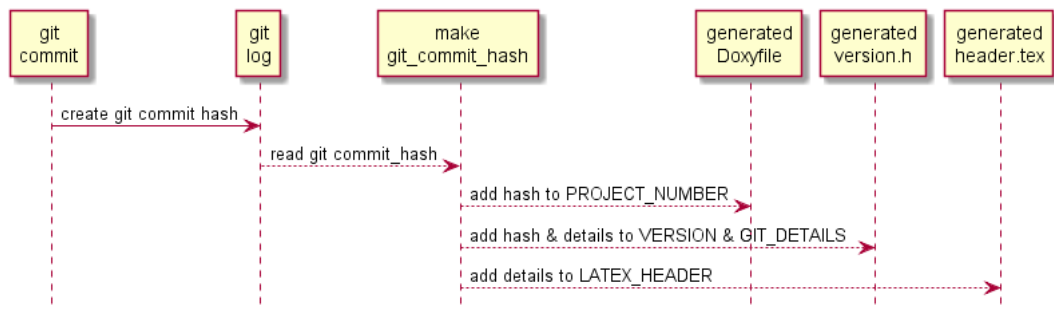 git
commit
git
log
make
git_commit_hash
generated
Doxyfile
generated
version.h
generated
header.tex
create git commit hash
read git commit_hash
add hash to PROJECT_NUMBER
add hash & details to VERSION & GIT_DETAILS
add details to LATEX_HEADER